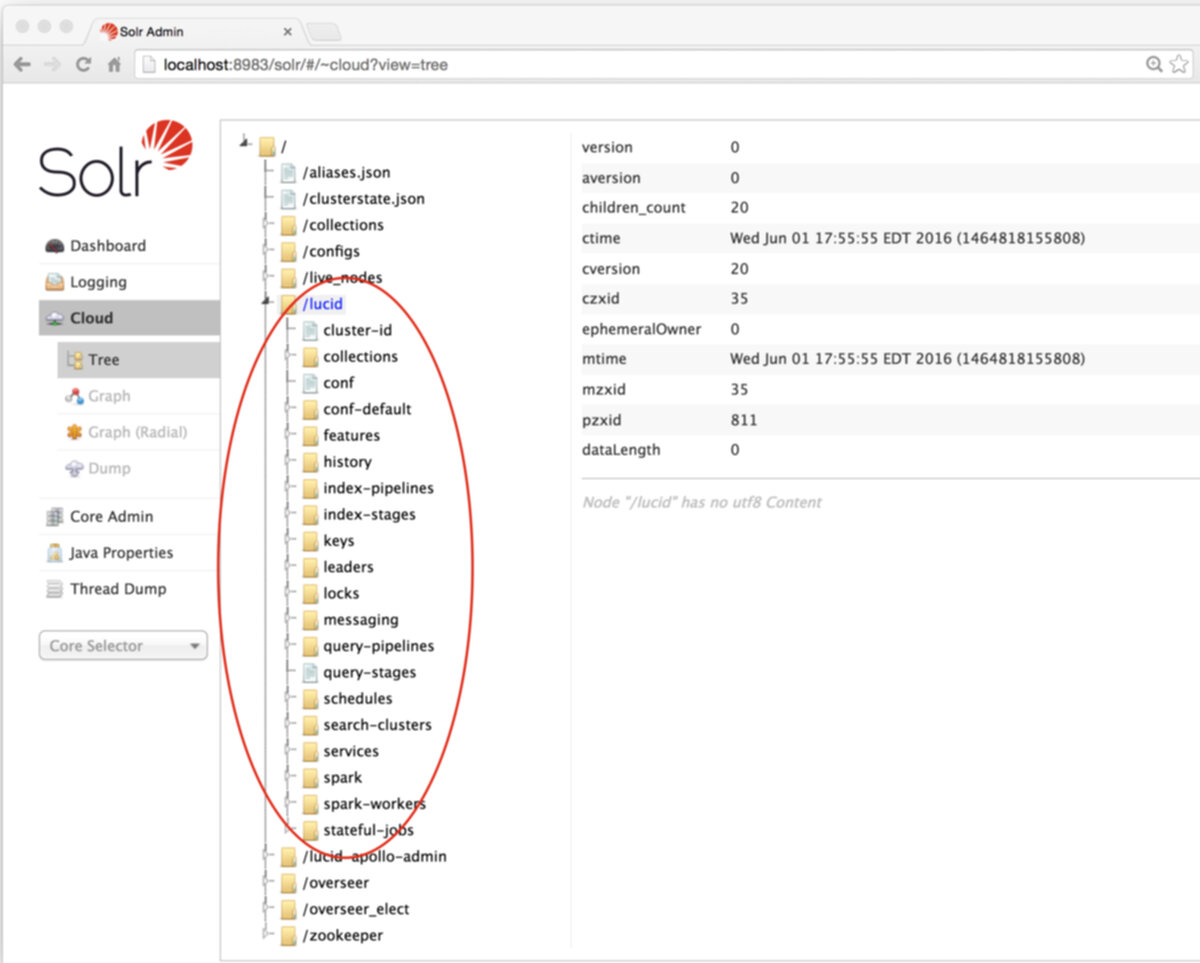 Solr Admin
localhost:8983/solr/#/~cloud?view=tree
Solr
Dashboard
Logging
Cloud
Tree
Graph
Graph (Radial)
Dump
Core Admin
Java Properties
Thread Dump
Core Selector
/
/aliases.json
/clusterstate.json
/collections
/configs
/live_nodes
/lucid
cluster-id
collections
conf
conf-default
features
history
index-pipelines
index-stages
keys
leaders
locks
messaging
query-pipelines
query-stages
schedules
search-clusters
services
spark
spark-workers
stateful-jobs
/lucid-apollo-admin
/overseer
/overseer_elect
/zookeeper
version 0
aversion 0
children_count 20
ctime Wed Jun 01 17:55:55 EDT 2016 (1464818155808)
cversion 20
czxid 35
ephemeralOwner 0
mtime Wed Jun 01 17:55:55 EDT 2016 (1464818155808)
mzxid 35
pzxid 811
dataLength 0
Node "/lucid" has no utf8 Content